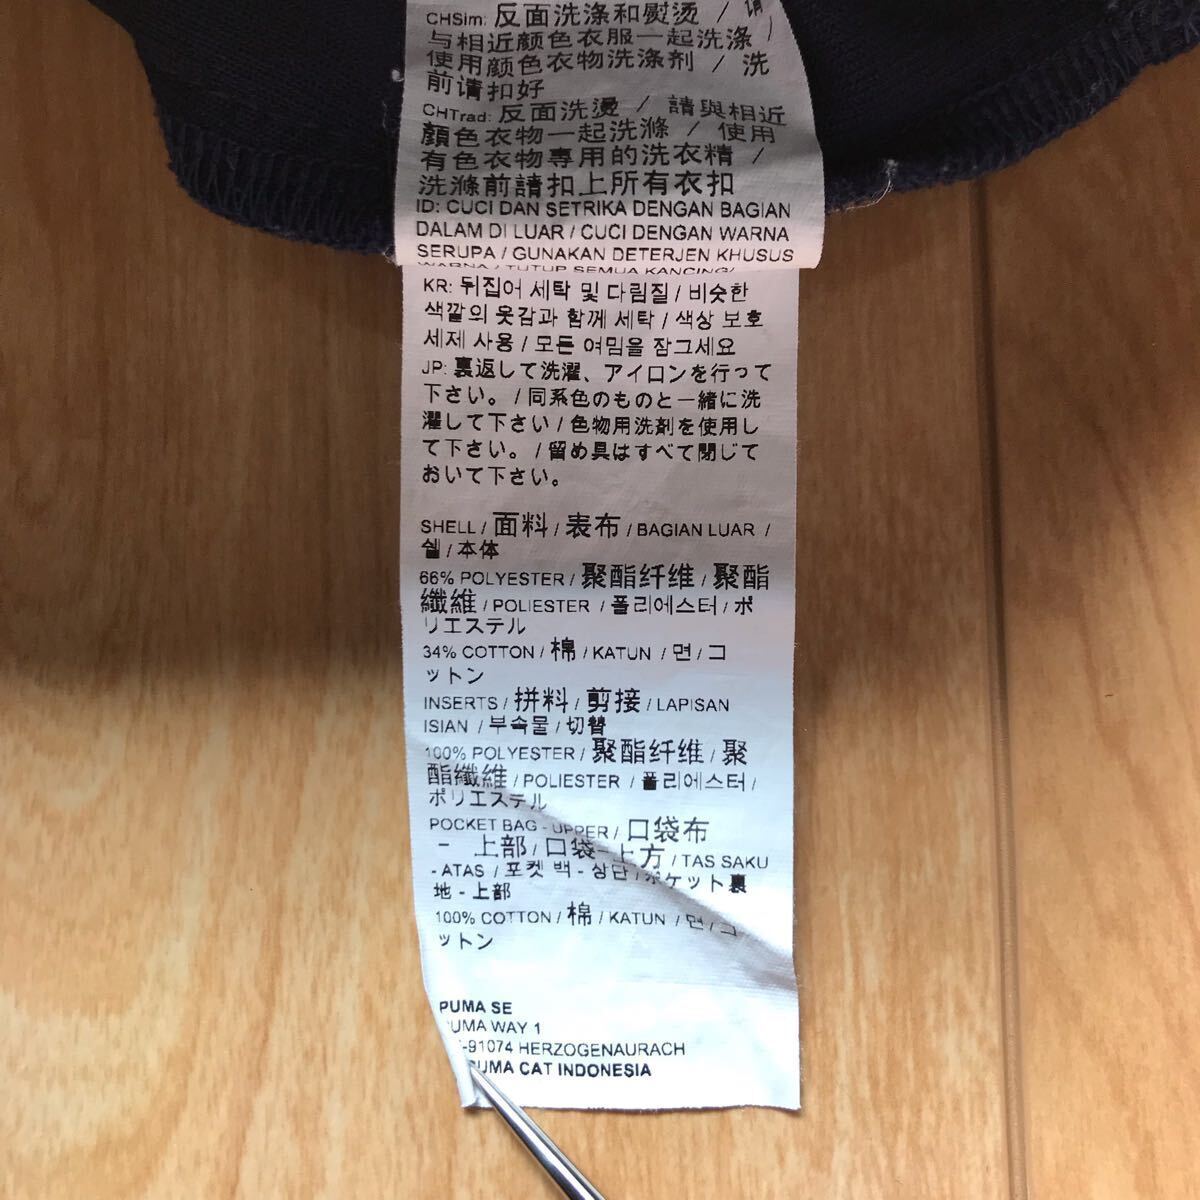 CHSim: 反面洗涤和熨烫 / 请
与相近颜色衣服一起洗涤 /
使用颜色衣物洗涤剂 / 洗
前请扣好
CHTrad: 反面洗燙 / 請與相近
顏色衣物一起洗滌 / 使用
有色衣物專用的洗衣精 /
洗滌前請扣上所有衣扣
ID: CUCI DAN SETRIKA DENGAN BAGIAN
DALAM DI LUAR / CUCI DENGAN WARNA
SERUPA / GUNAKAN DETERJEN KHUSUS
WARNA / TUTUP SEMUA KANCING/
KR: 뒤집어 세탁 및 다림질 / 비슷한
색깔의 옷감과 함께 세탁 / 색상 보호
세제 사용 / 모든 여밈을 잠그세요
JP: 裏返して洗濯、アイロンを行って
下さい。 / 同系色のものと一緒に洗
濯して下さい / 色物用洗剤を使用し
て下さい。 / 留め具はすべて閉じて
おいて下さい。
SHELL / 面料 / 表布 / BAGIAN LUAR /
쉘 / 本体
66% POLYESTER / 聚酯纤维 / 聚酯
纖維 / POLIESTER / 폴리에스터 / ポ
リエステル
34% COTTON / 棉 / KATUN / 면 / コ
ットン
INSERTS / 拼料 / 剪接 / LAPISAN
ISIAN / 부속물 / 切替
100% POLYESTER / 聚酯纤维 / 聚
酯纖維 / POLIESTER / 폴리에스터 /
ポリエステル
POCKET BAG - UPPER / 口袋布
- 上部 / 口袋-上方 / TAS SAKU
- ATAS / 포켓 백 - 상단 / ポケット裏
地 - 上部
100% COTTON / 棉 / KATUN / 면 / コ
ットン
PUMA SE
PUMA WAY 1
-91074 HERZOGENAURACH
PUMA CAT INDONESIA